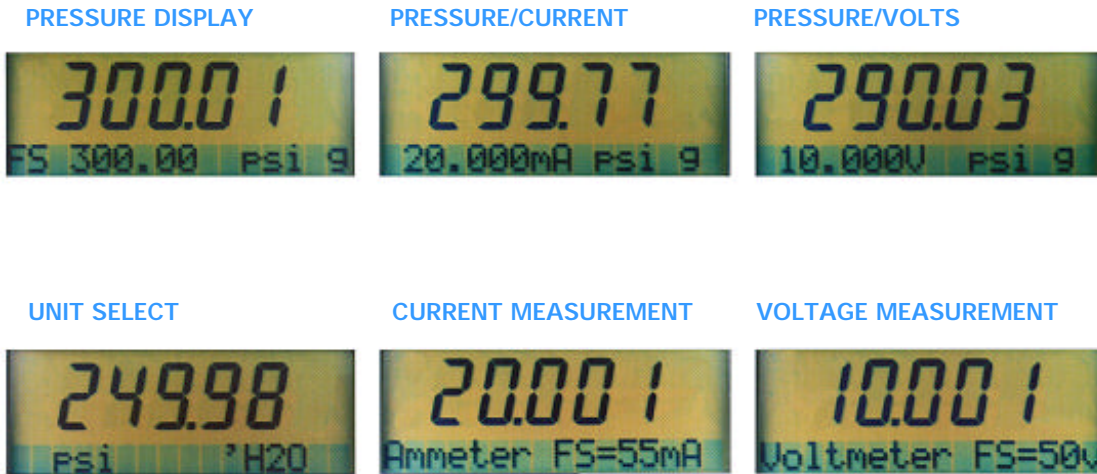 PRESSURE DISPLAY
PRESSURE/CURRENT
PRESSURE/VOLTS
300.01
299.77
290.03
FS 300.00 psi g
20.000mA psi g
10.000V psi g
UNIT SELECT
CURRENT MEASUREMENT
VOLTAGE MEASUREMENT
249.98
20.001
10.001
psi 'H2O
Ammeter FS=55mA
Voltmeter FS=50v